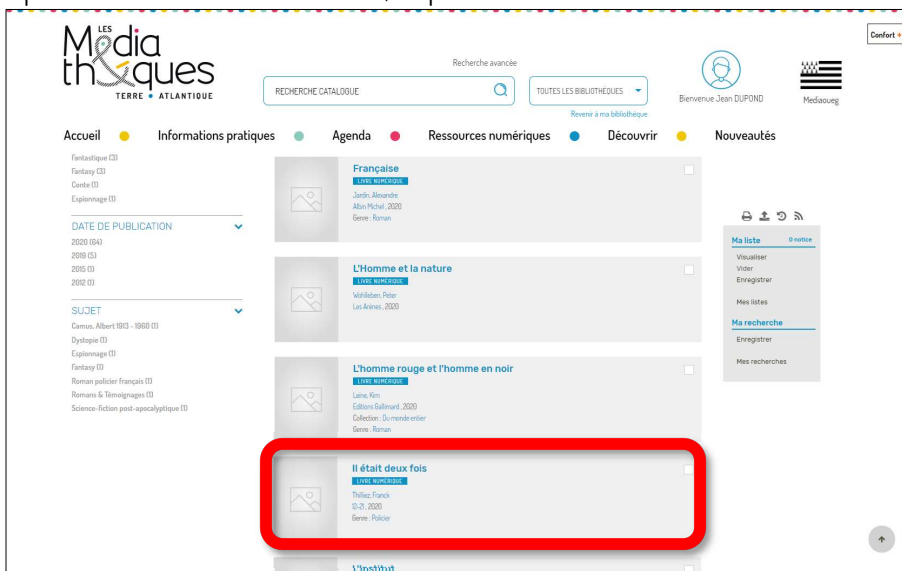 LES
Média
thèques
TERRE • ATLANTIQUE
Recherche avancée
RECHERCHE CATALOGUE
TOUTES LES BIBLIOTHÈQUES
Revenir à ma bibliothèque
Bienvenue Jean DUPOND
Mediaoueg
Confort +
Accueil
Informations pratiques
Agenda
Ressources numériques
Découvrir
Nouveautés
Fantastique (3)
Fantasy (3)
Conte (1)
Espionnage (1)
DATE DE PUBLICATION
2020 (64)
2019 (5)
2015 (1)
2012 (1)
SUJET
Camus, Albert 1913 - 1960 (1)
Dystopie (1)
Espionnage (1)
Fantasy (1)
Roman policier français (1)
Romans & Témoignages (1)
Science-fiction post-apocalyptique (1)
Française
LIVRE NUMÉRIQUE
Jardin, Alexandre
Albin Michel, 2020
Genre : Roman
L'Homme et la nature
LIVRE NUMÉRIQUE
Wohlleben, Peter
Les Arènes, 2020
L'homme rouge et l'homme en noir
LIVRE NUMÉRIQUE
Leine, Kim
Editions Gallimard, 2020
Collection : Du monde entier
Genre : Roman
Il était deux fois
LIVRE NUMÉRIQUE
Thilliez, Franck
12-21, 2020
Genre : Policier
L'institut
Ma liste 0 notice
Visualiser
Vider
Enregistrer
Mes listes
Ma recherche
Enregistrer
Mes recherches